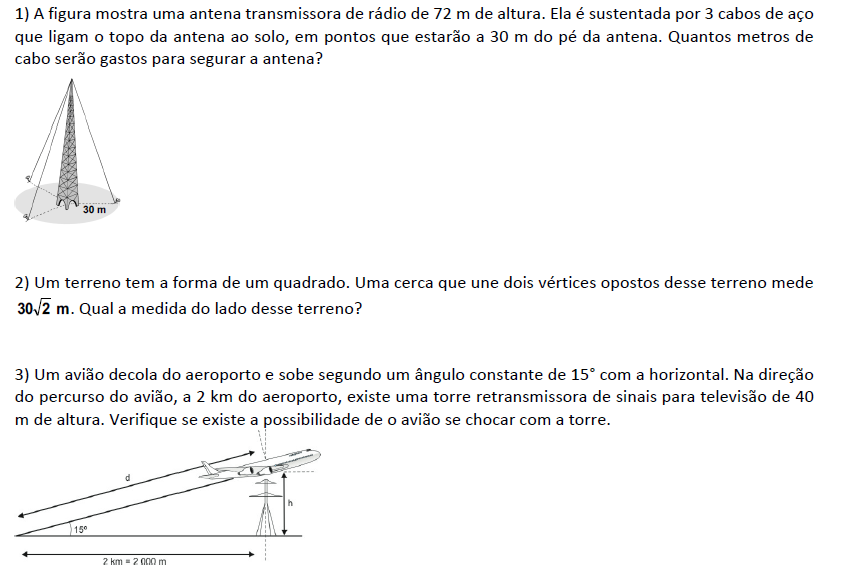 1) A figura mostra uma antena transmissora de rádio de 72 m de altura. Ela é sustentada por 3 cabos de aço
que ligam o topo da antena ao solo, em pontos que estarão a 30 m do pé da antena. Quantos metros de
cabo serão gastos para segurar a antena?
30 m
2) Um terreno tem a forma de um quadrado. Uma cerca que une dois vértices opostos desse terreno mede
30√2 m. Qual a medida do lado desse terreno?
3) Um avião decola do aeroporto e sobe segundo um ângulo constante de 15° com a horizontal. Na direção
do percurso do avião, a 2 km do aeroporto, existe uma torre retransmissora de sinais para televisão de 40
m de altura. Verifique se existe a possibilidade de o avião se chocar com a torre.
d
h
15º
2 km = 2 000 m